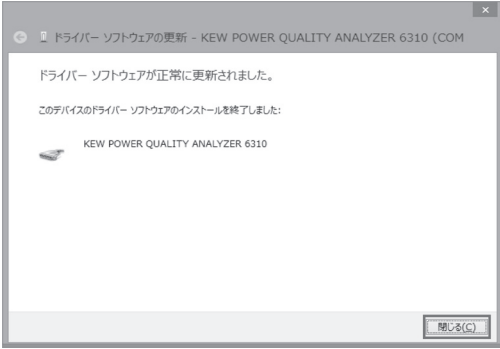 ドライバー ソフトウェアの更新 - KEW POWER QUALITY ANALYZER 6310 (COM
ドライバー ソフトウェアが正常に更新されました。
このデバイスのドライバー ソフトウェアのインストールを終了しました:
KEW POWER QUALITY ANALYZER 6310
閉じる(C)